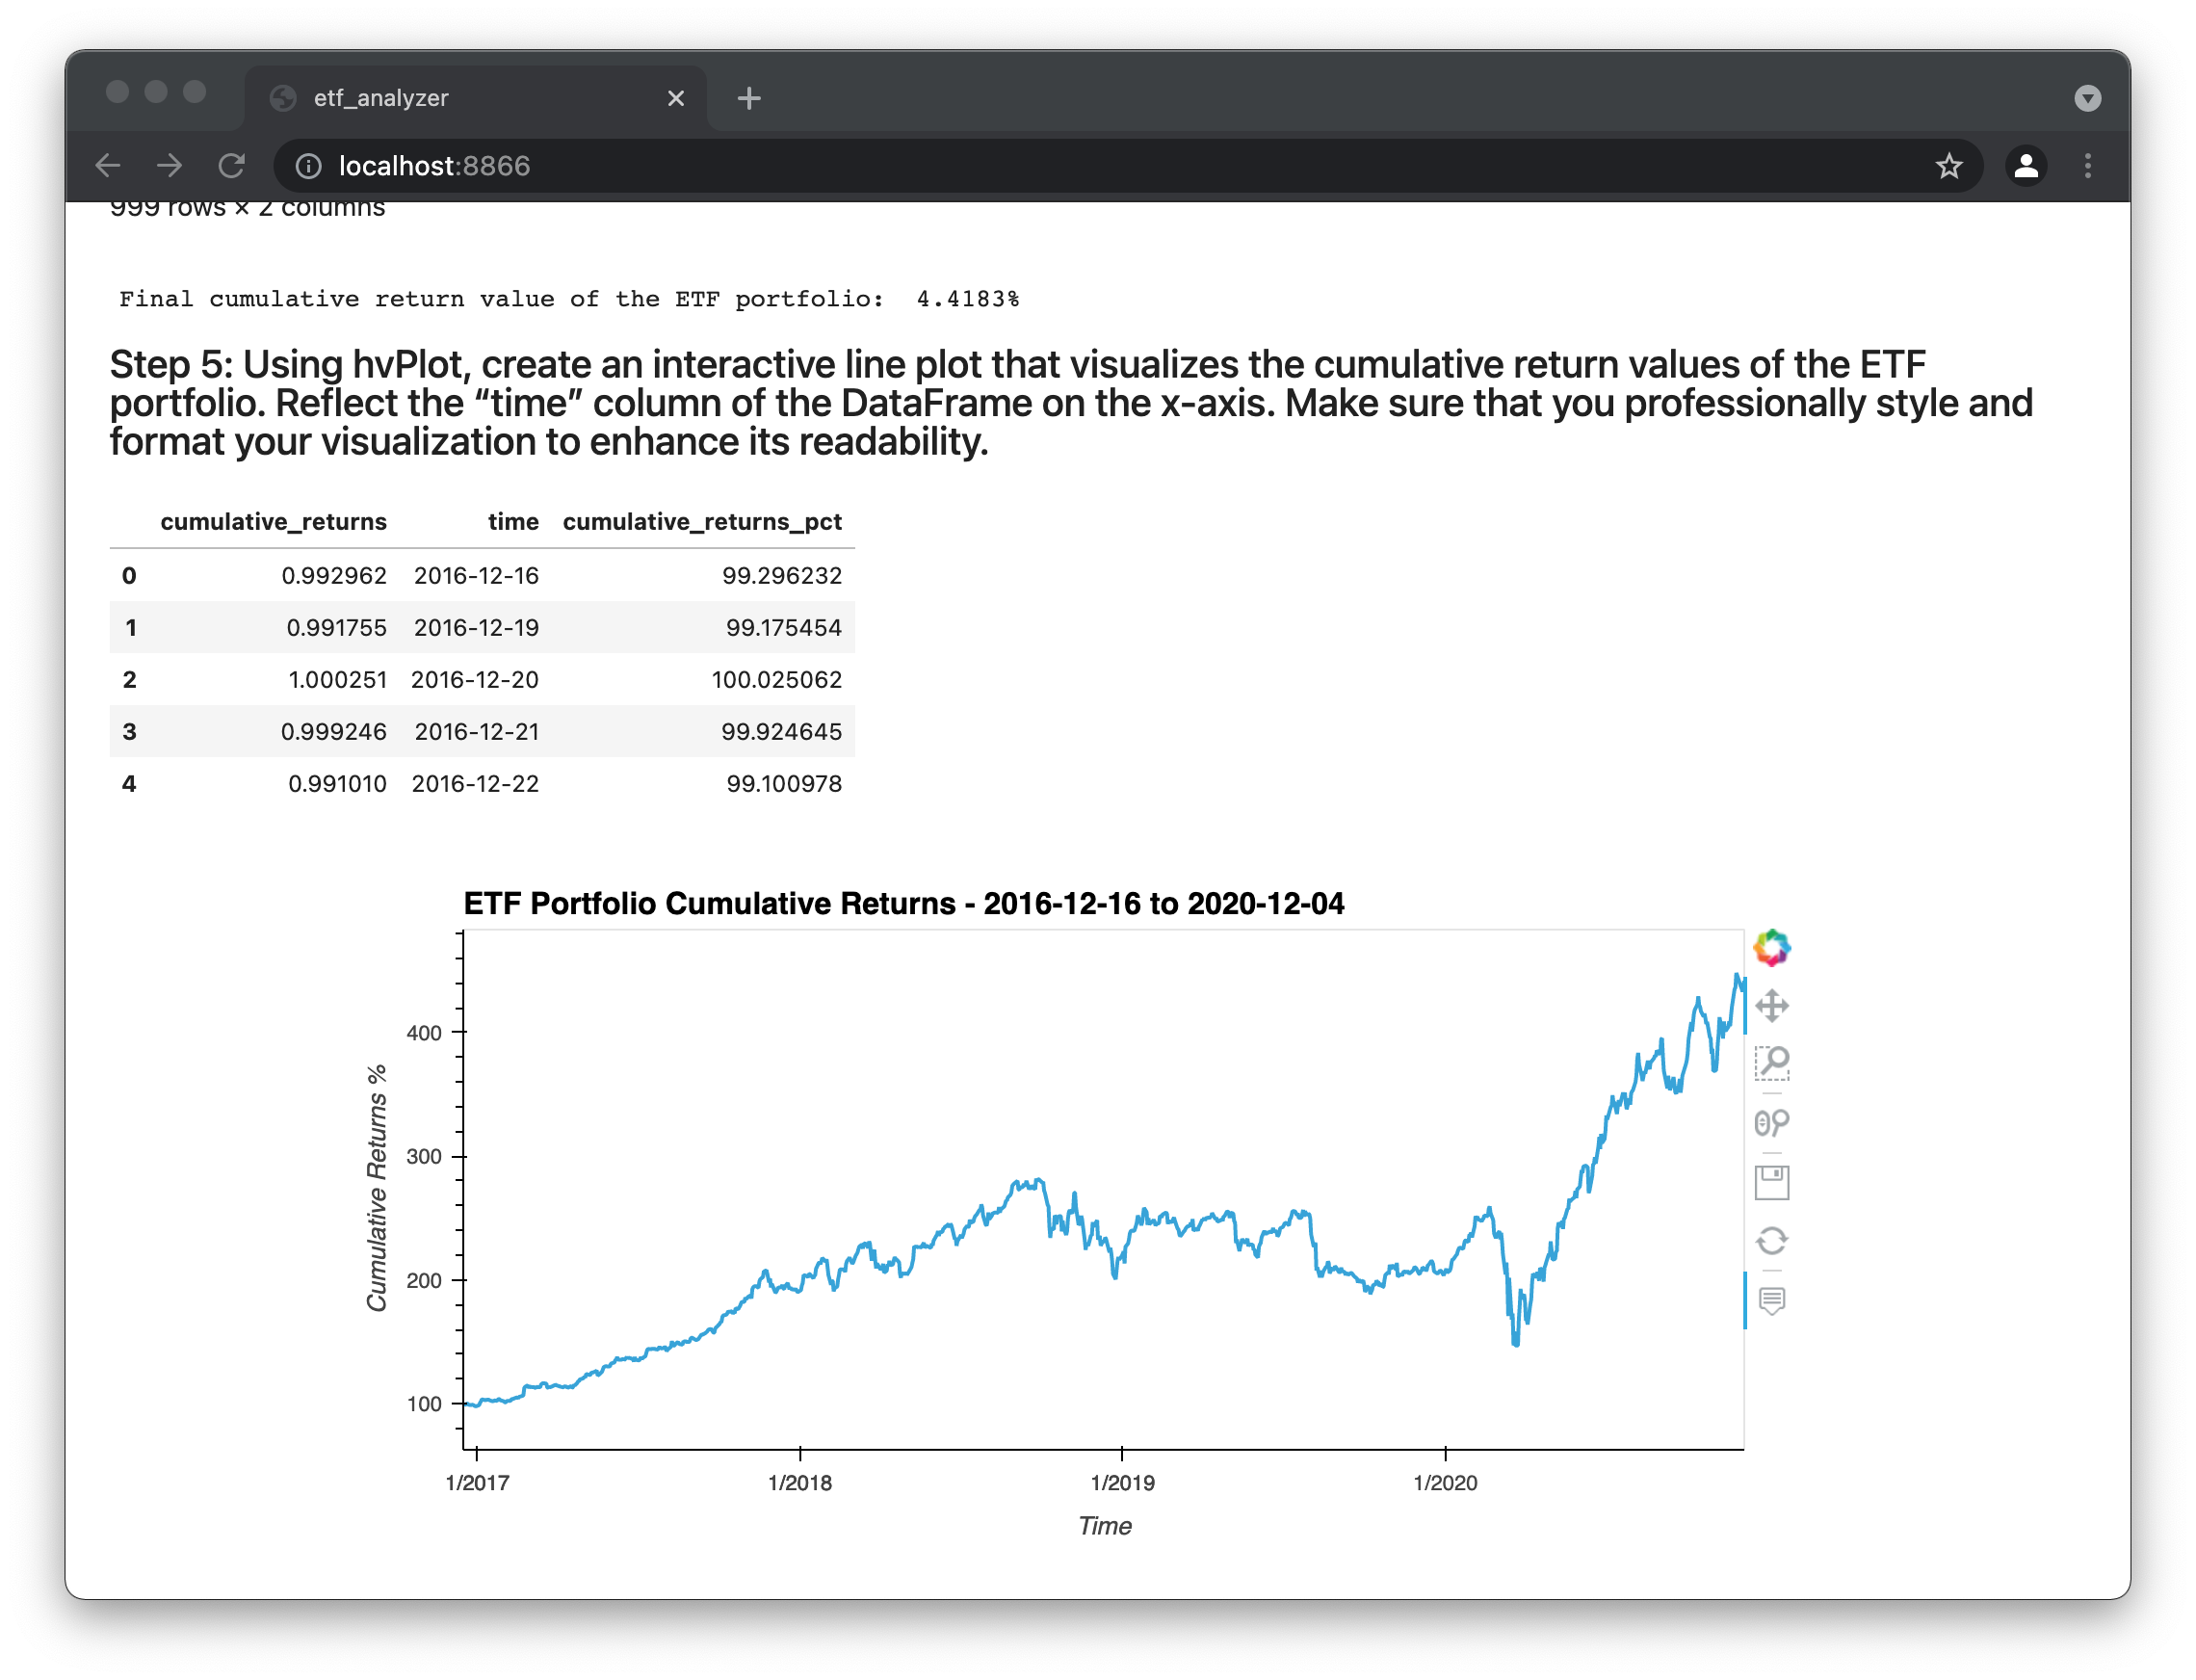 etf_analyzer
localhost:8866
999 rows × 2 columns
Final cumulative return value of the ETF portfolio:  4.4183%
Step 5: Using hvPlot, create an interactive line plot that visualizes the cumulative return values of the ETF
portfolio. Reflect the “time” column of the DataFrame on the x-axis. Make sure that you professionally style and
format your visualization to enhance its readability.
cumulative_returns time cumulative_returns_pct
0 0.992962 2016-12-16 99.296232
1 0.991755 2016-12-19 99.175454
2 1.000251 2016-12-20 100.025062
3 0.999246 2016-12-21 99.924645
4 0.991010 2016-12-22 99.100978
ETF Portfolio Cumulative Returns - 2016-12-16 to 2020-12-04
Cumulative Returns %
400
300
200
100
1/2017 1/2018 1/2019 1/2020
Time